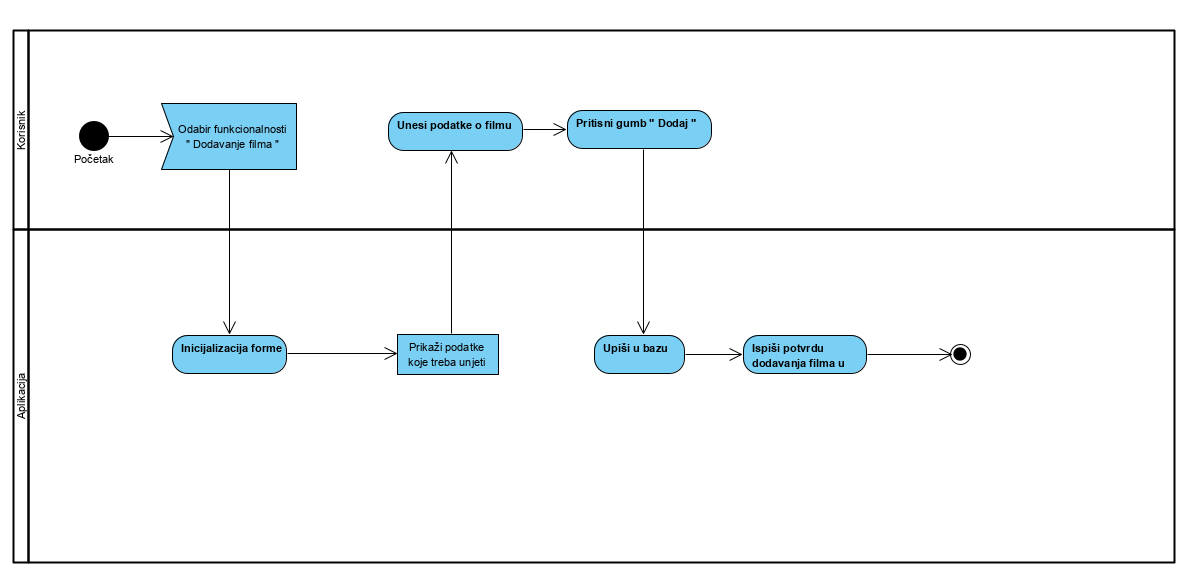 Korisnik
Početak
Odabir funkcionalnosti
" Dodavanje filma "
Unesi podatke o filmu
Pritisni gumb " Dodaj "
Aplikacija
Inicijalizacija forme
Prikaži podatke
koje treba unjeti
Upiši u bazu
Ispiši potvrdu
dodavanja filma u